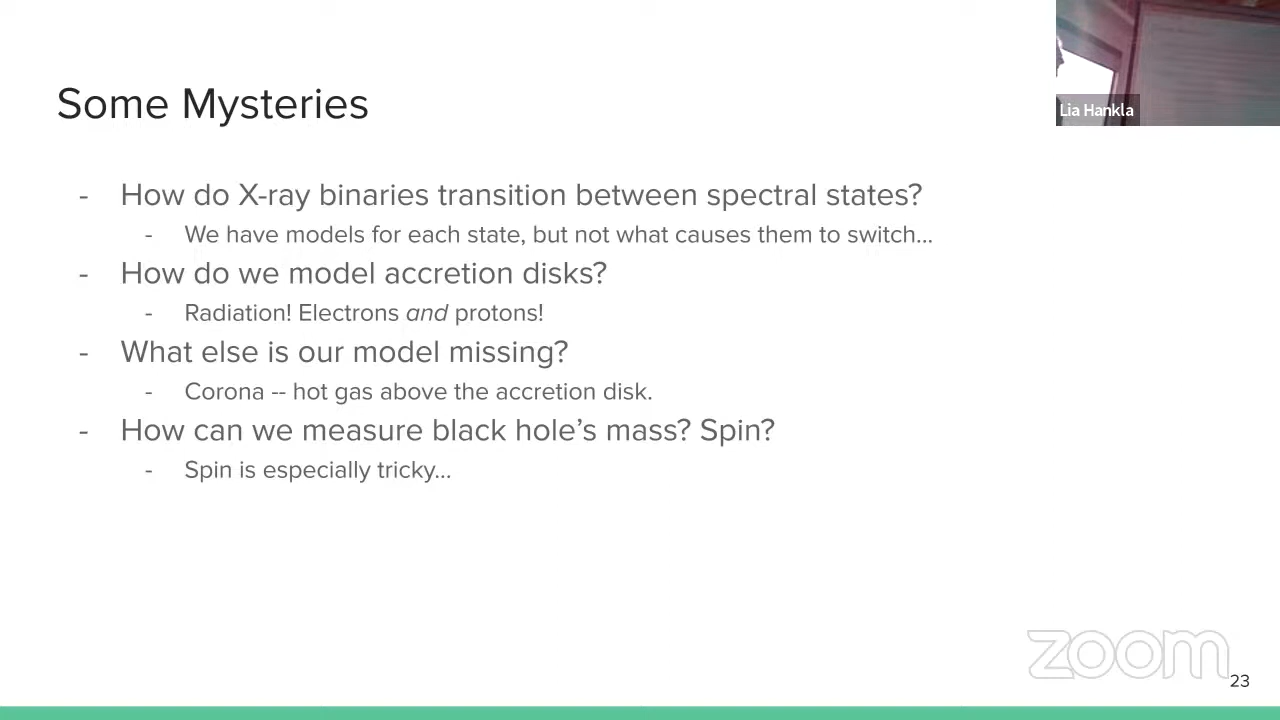 Some Mysteries
Lia Hankla
- How do X-ray binaries transition between spectral states?
- We have models for each state, but not what causes them to switch...
- How do we model accretion disks?
- Radiation! Electrons and protons!
- What else is our model missing?
- Corona -- hot gas above the accretion disk.
- How can we measure black hole’s mass? Spin?
- Spin is especially tricky...
zoom
23